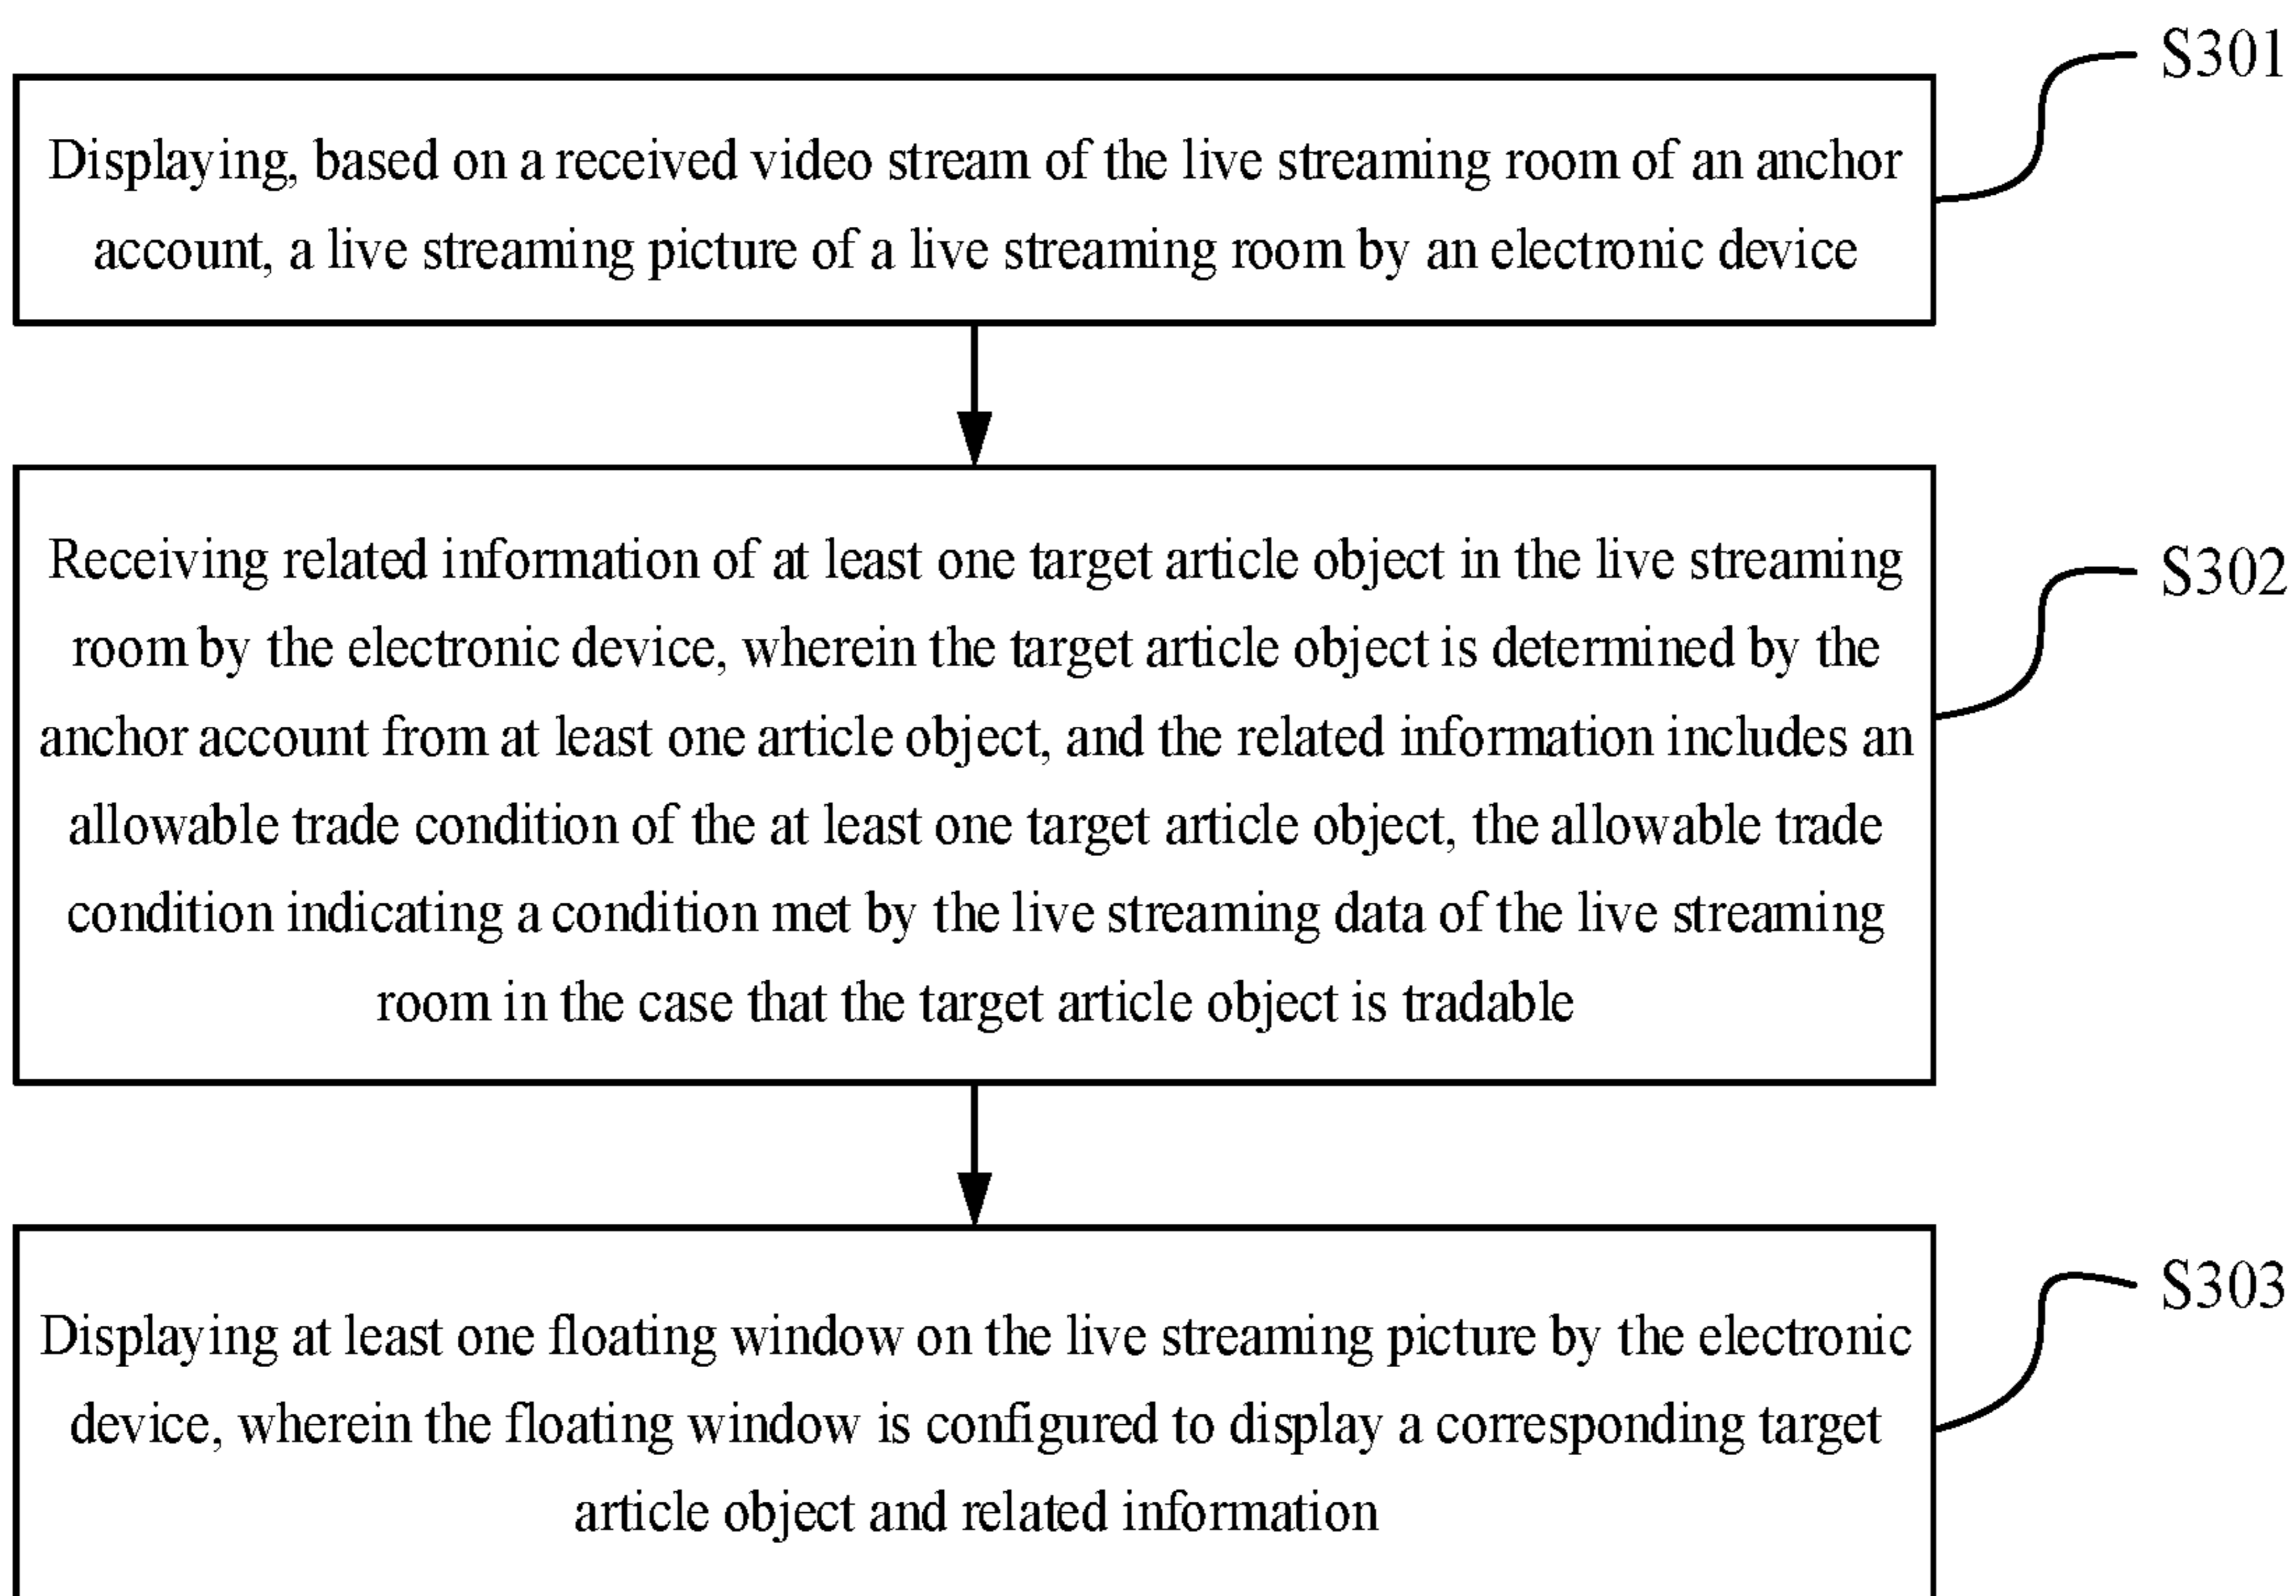 S301
Displaying, based on a received video stream of the live streaming room of an anchor
account, a live streaming picture of a live streaming room by an electronic device
S302
Receiving related information of at least one target article object in the live streaming
room by the electronic device, wherein the target article object is determined by the
anchor account from at least one article object, and the related information includes an
allowable trade condition of the at least one target article object, the allowable trade
condition indicating a condition met by the live streaming data of the live streaming
room in the case that the target article object is tradable
S303
Displaying at least one floating window on the live streaming picture by the electronic
device, wherein the floating window is configured to display a corresponding target
article object and related information